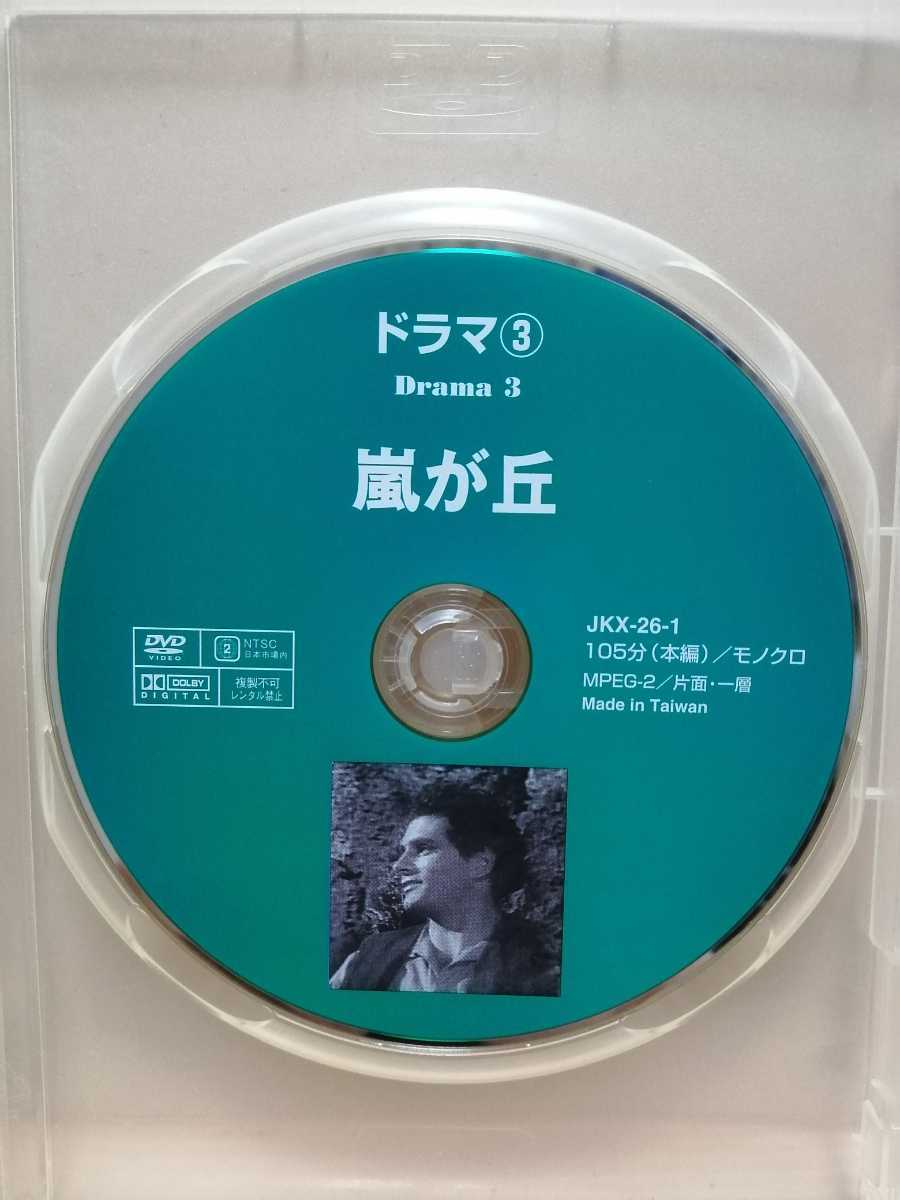 DVD
ドラマ③
Drama 3
嵐が丘
DVD
VIDEO
2
NTSC
日本市場内
DOLBY
DIGITAL
複製不可
レンタル禁止
JKX-26-1
105分(本編)/モノクロ
MPEG-2/片面・一層
Made in Taiwan